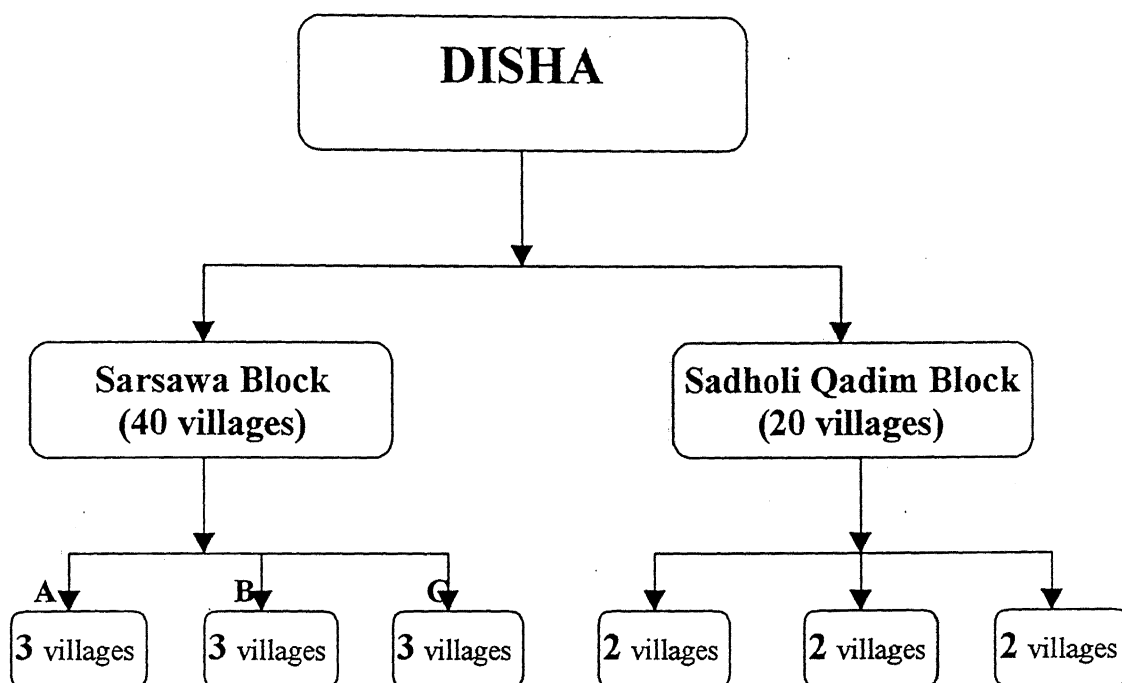 DISHA
Sarsawa Block
(40 villages)
Sadholi Qadim Block
(20 villages)
A B C
3 villages 3 villages 3 villages 2 villages 2 villages 2 villages